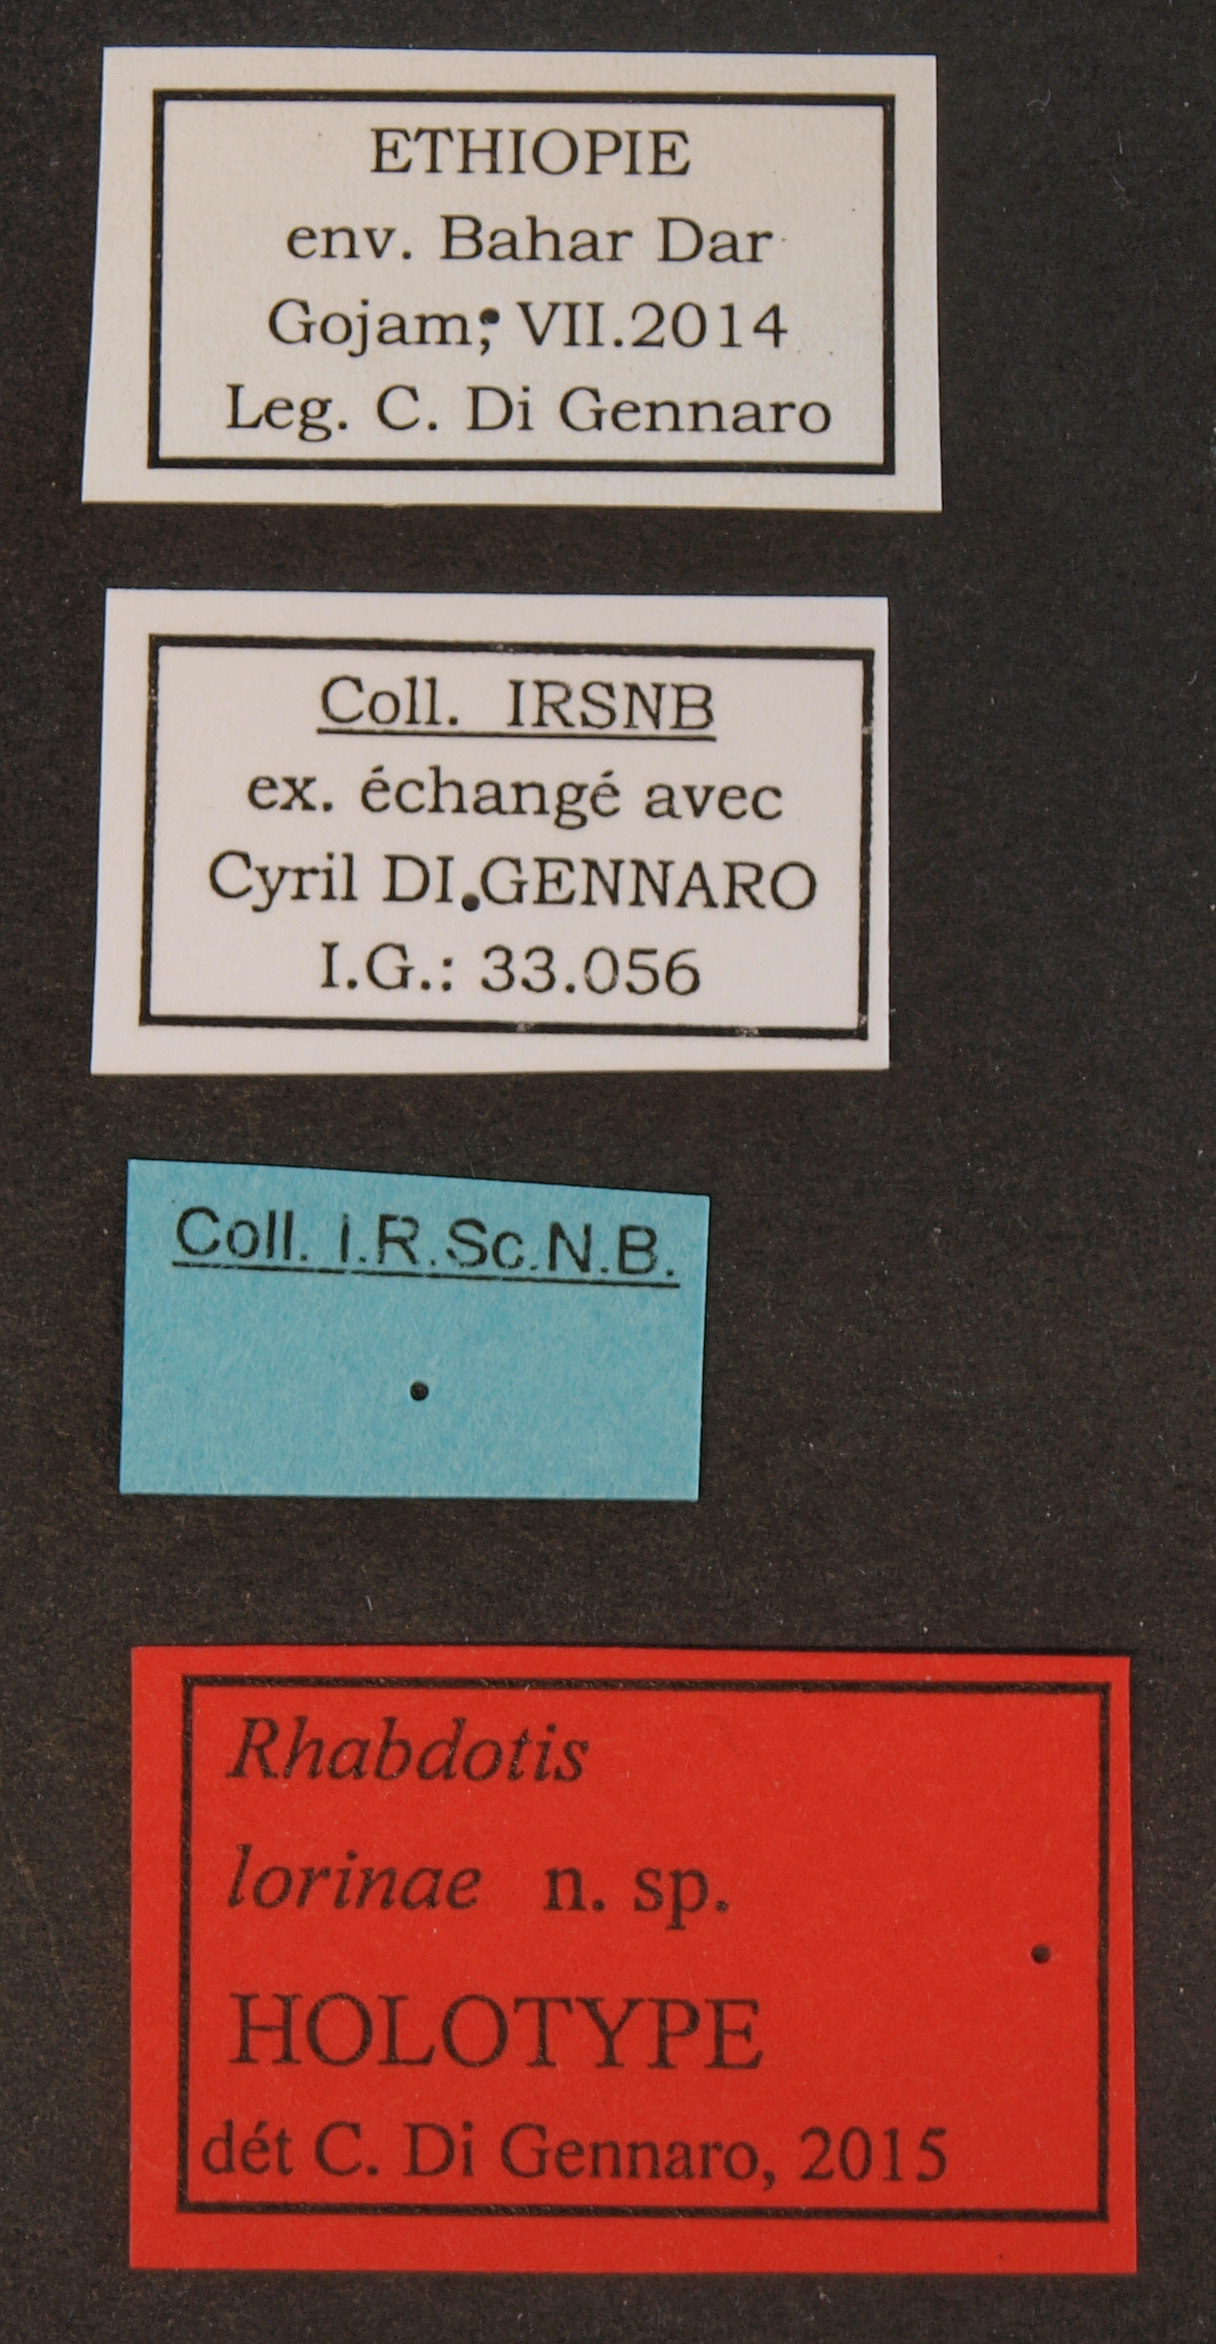 ETHIOPIE
env. Bahar Dar
Gojam; VII.2014
Leg. C. Di Gennaro
Coll. IRSNB
ex. échangé avec
Cyril DI GENNARO
I.G.: 33.056
Coll. I.R.Sc.N.B.
Rhabdotis
lorinae n. sp.
HOLOTYPE
dét C. Di Gennaro, 2015